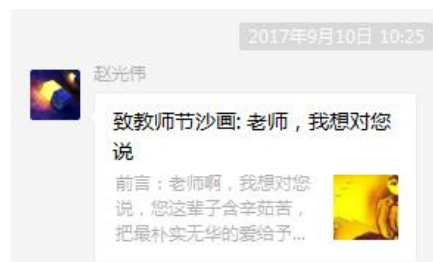 2017年9月10日 10:25
赵光伟
致教师节沙画: 老师，我想对您
说
前言：老师啊，我想对您
说，您这辈子含辛茹苦，
把最朴实无华的爱给予...